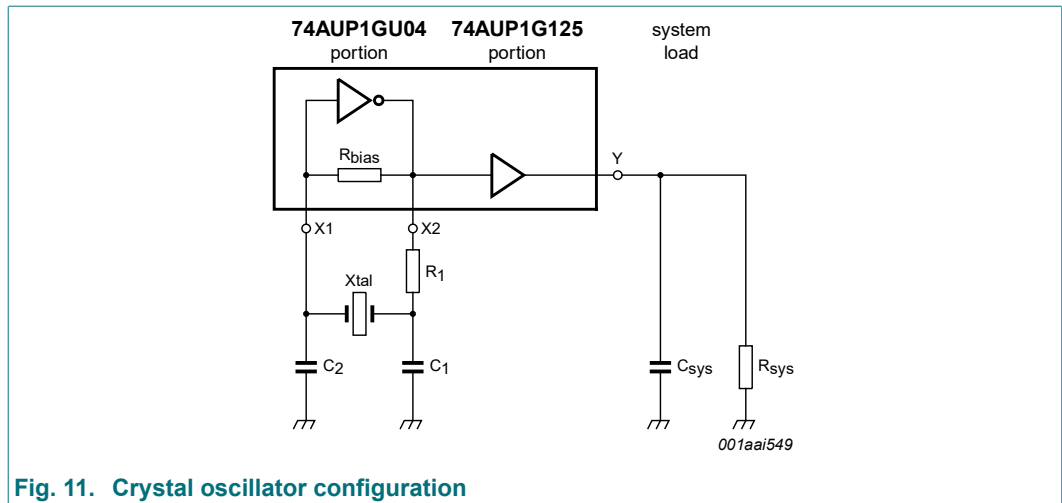 74AUP1GU04 74AUP1G125 system
portion portion load
Rbias
Y
X1 X2
R1
Xtal
C2 C1 Csys Rsys
001aai549
Fig. 11. Crystal oscillator configuration